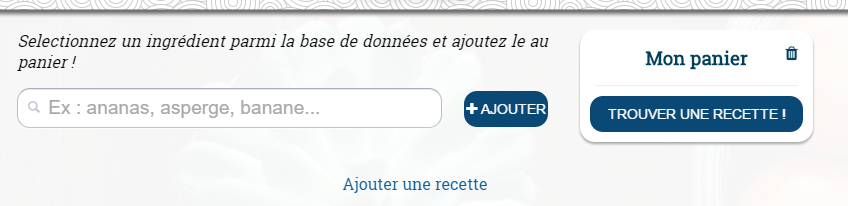 Selectionnez un ingrédient parmi la base de données et ajoutez le au
panier !
Mon panier
Ex : ananas, asperge, banane...
AJOUTER
TROUVER UNE RECETTE !
Ajouter une recette